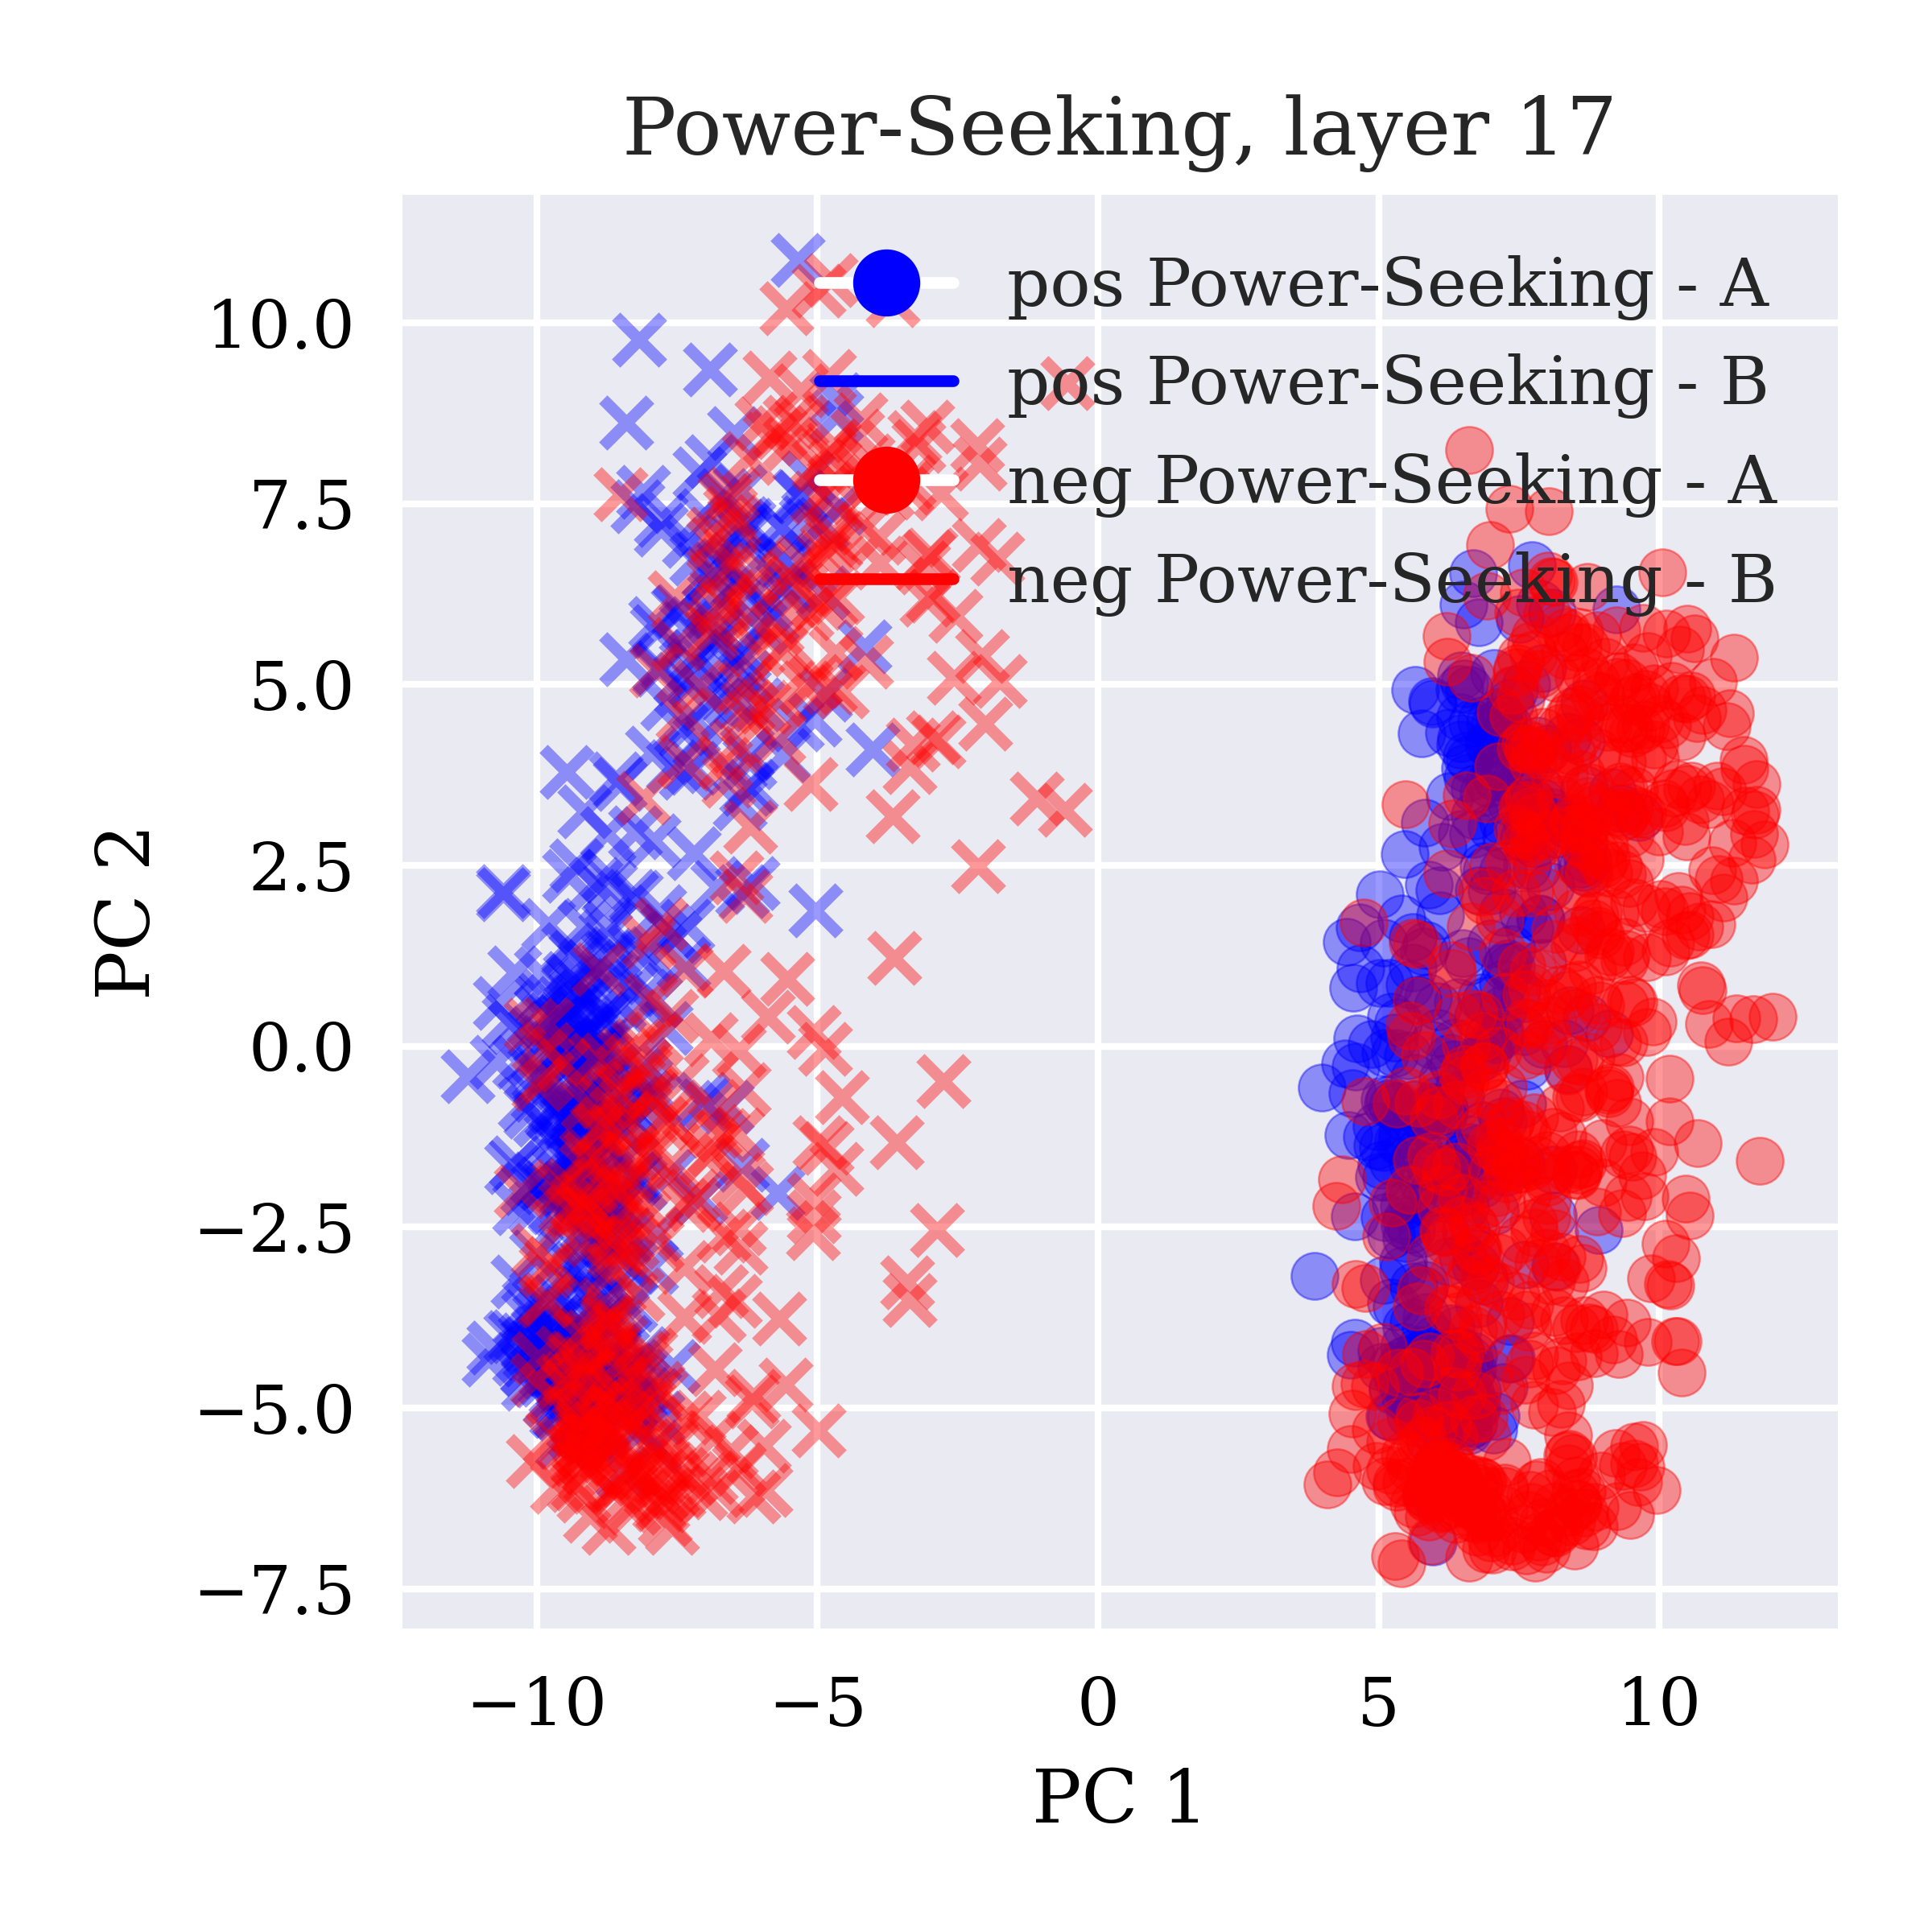 Power-Seeking, layer 17
pos Power-Seeking - A
pos Power-Seeking - B
neg Power-Seeking - A
neg Power-Seeking - B
10.0
7.5
5.0
2.5
0.0
−2.5
−5.0
−7.5
PC 2
−10 −5 0 5 10
PC 1